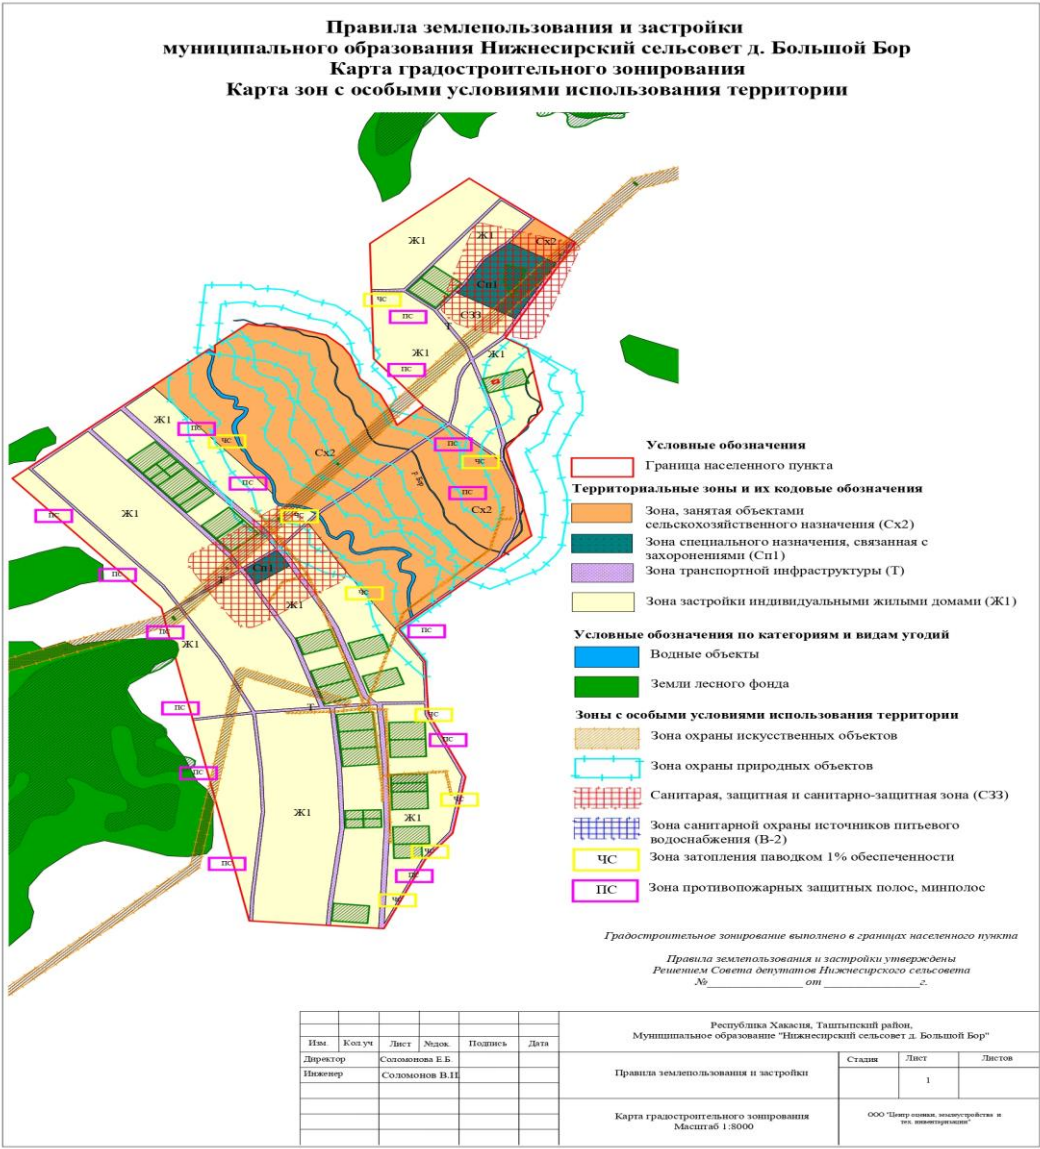 Правила землепользования и застройки
муниципального образования Нижнесирский сельсовет д. Большой Бор
Карта градостроительного зонирования
Карта зон с особыми условиями использования территории
Ж1
Ж1
Сх2
Сп1
ЧС
СЗЗ
ПС
Т
Ж1
Ж1
ПС
Ж1
ПС
ЧС
ПС
Сх2
ЧС
ПС
ПС
р. Бор
Сх2
Ж1
ПС
ЧС
ПС
Сп1
Т
ЧС
Ж1
ПС
ПС
Ж1
ПС
Т
ЧС
ПС
ПС
ЧС
Ж1
Ж1
ЧС
ПС
ПС
ЧС
Условные обозначения
Граница населенного пункта
Территориальные зоны и их кодовые обозначения
Зона, занятая объектами
сельскохозяйственного назначения (Сх2)
Зона специального назначения, связанная с
захоронениями (Сп1)
Зона транспортной инфраструктуры (Т)
Зона застройки индивидуальными жилыми домами (Ж1)
Условные обозначения по категориям и видам угодий
Водные объекты
Земли лесного фонда
Зоны с особыми условиями использования территории
Зона охраны искусственных объектов
Зона охраны природных объектов
Санитарая, защитная и санитарно-защитная зона (СЗЗ)
Зона санитарной охраны источников питьевого
водоснабжения (В-2)
ЧС Зона затопления паводком 1% обеспеченности
ПС Зона противопожарных защитных полос, минполос
Градостроительное зонирование выполнено в границах населенного пункта
Правила землепользования и застройки утверждены
Решением Совета депутатов Нижнесирского сельсовета
№________________ от ________________г.
Республика Хакасия, Таштыпский район,
Муниципальное образование "Нижнесирский сельсовет д. Большой Бор"
Изм. Кол.уч Лист №док. Подпись Дата
Директор Соломонова Е.Б.
Инженер Соломонов В.П.
Правила землепользования и застройки
Стадия Лист Листов
1
Карта градостроительного зонирования
Масштаб 1:8000
ООО "Центр оценки, землеустройства и
тех. инвентаризации"